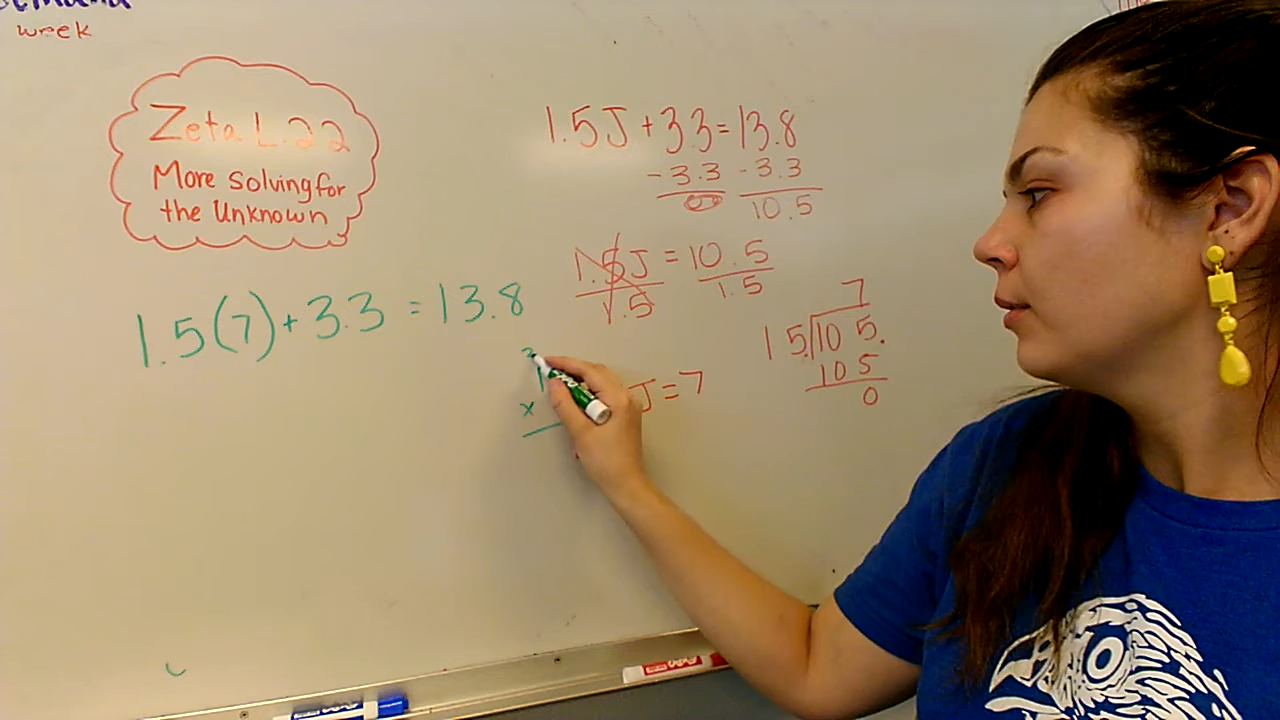 week
Zeta L.22
More solving for
the Unknown
1.5J + 3.3 = 13.8
- 3.3 - 3.3
10.5
1.5J = 10.5
1.5 1.5
J = 7
7
15.105.
105
0
1.5(7) + 3.3 = 13.8
x